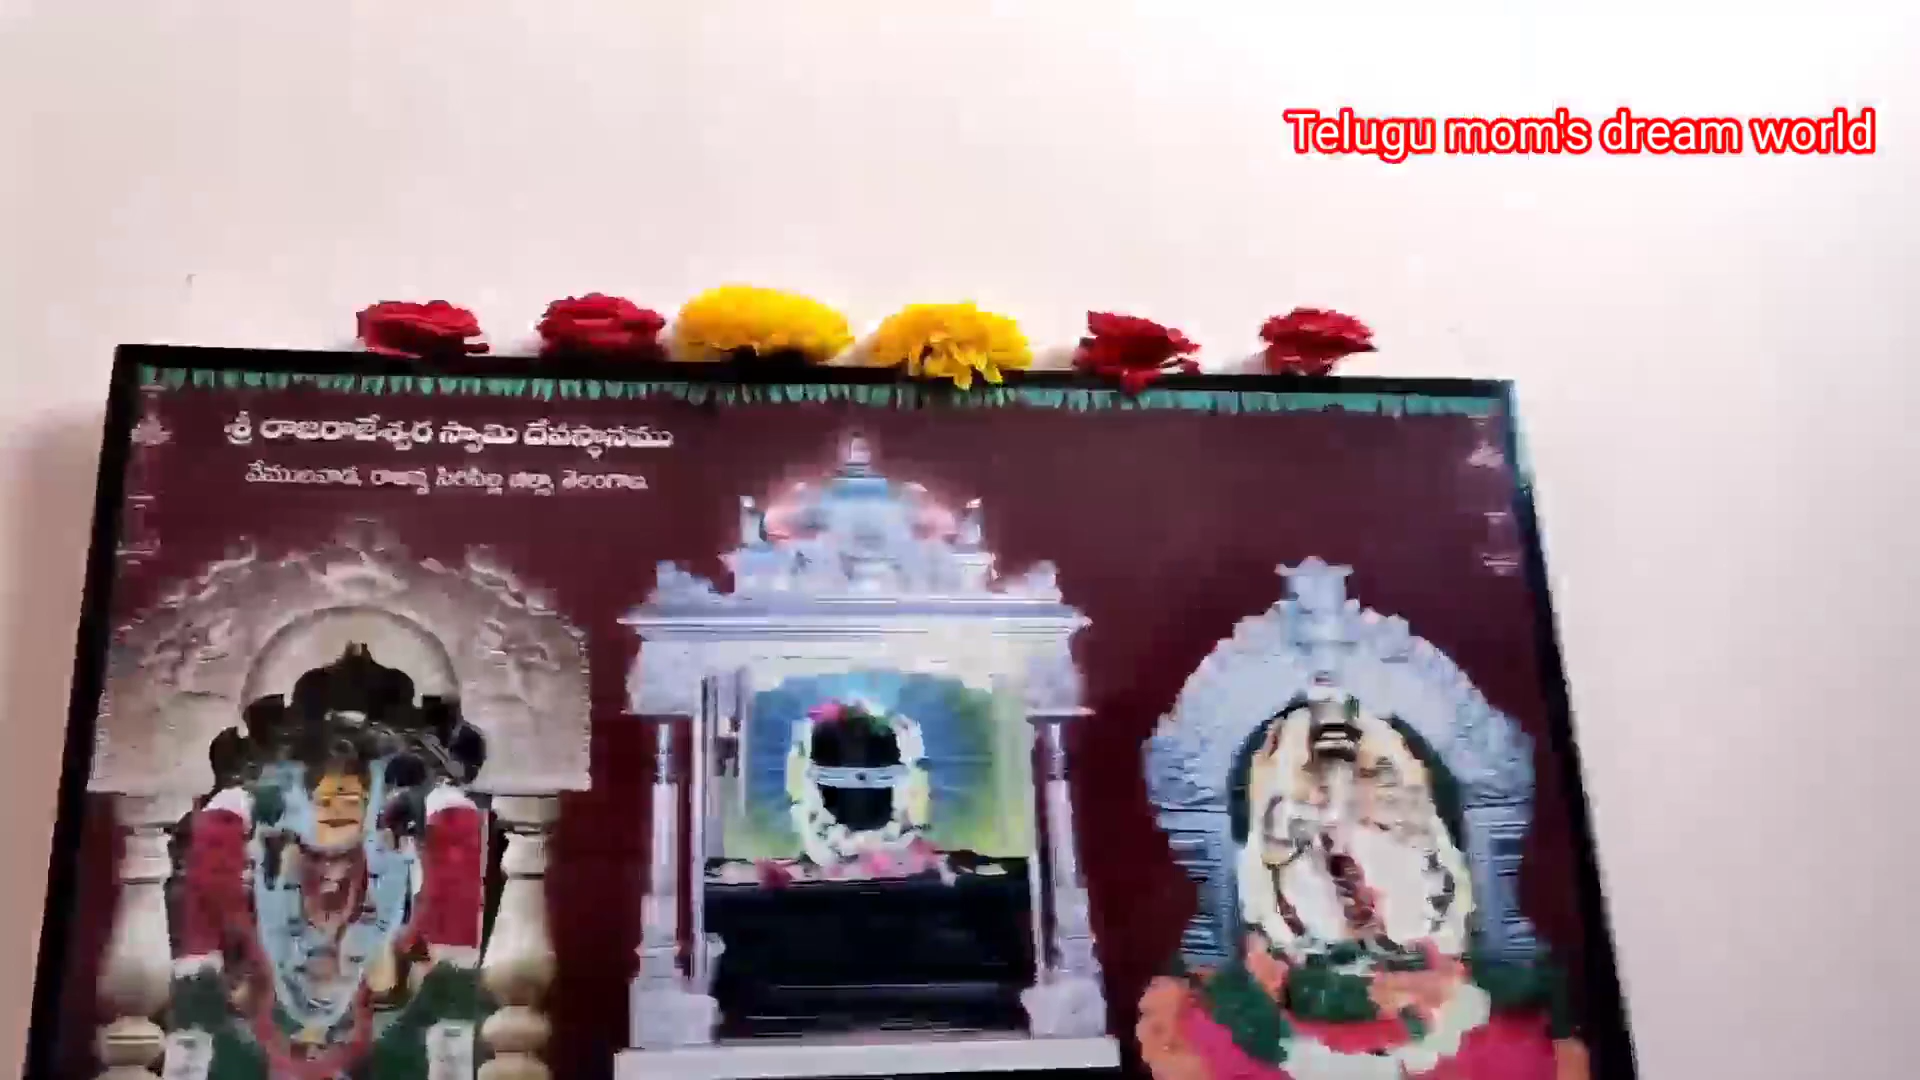 Telugu mom's dream world
శ్రీ రాజరాజేశ్వర స్వామి దేవస్థానము
వేములవాడ, రాజన్న సిరిసిల్ల జిల్లా, తెలంగాణ.